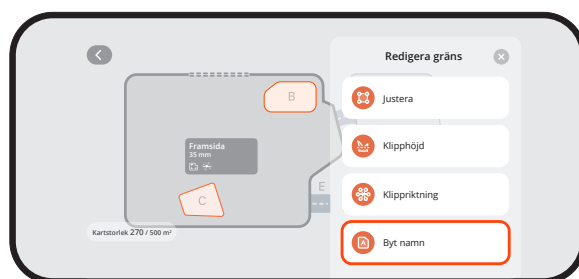 Redigera gräns
B
Justera
Framsida
35 mm
Klipphöjd
E
C
Klippriktning
Kartstorlek 270 / 500 m²
Byt namn
A